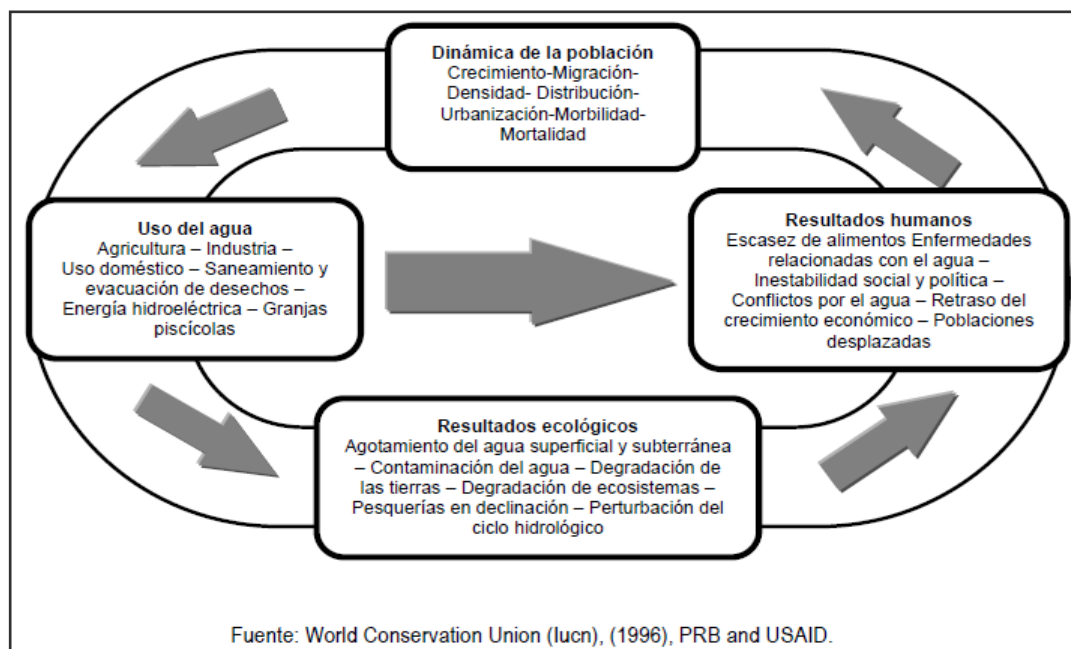 Dinámica de la población
Crecimiento-Migración-
Densidad- Distribución-
Urbanización-Morbilidad-
Mortalidad
Uso del agua
Agricultura – Industria –
Uso doméstico – Saneamiento y
evacuación de desechos –
Energía hidroeléctrica – Granjas
piscícolas
Resultados humanos
Escasez de alimentos Enfermedades
relacionadas con el agua –
Inestabilidad social y política –
Conflictos por el agua – Retraso del
crecimiento económico – Poblaciones
desplazadas
Resultados ecológicos
Agotamiento del agua superficial y subterránea
– Contaminación del agua – Degradación de
las tierras – Degradación de ecosistemas –
Pesquerías en declinación – Perturbación del
ciclo hidrológico
Fuente: World Conservation Union (Iucn), (1996), PRB and USAID.